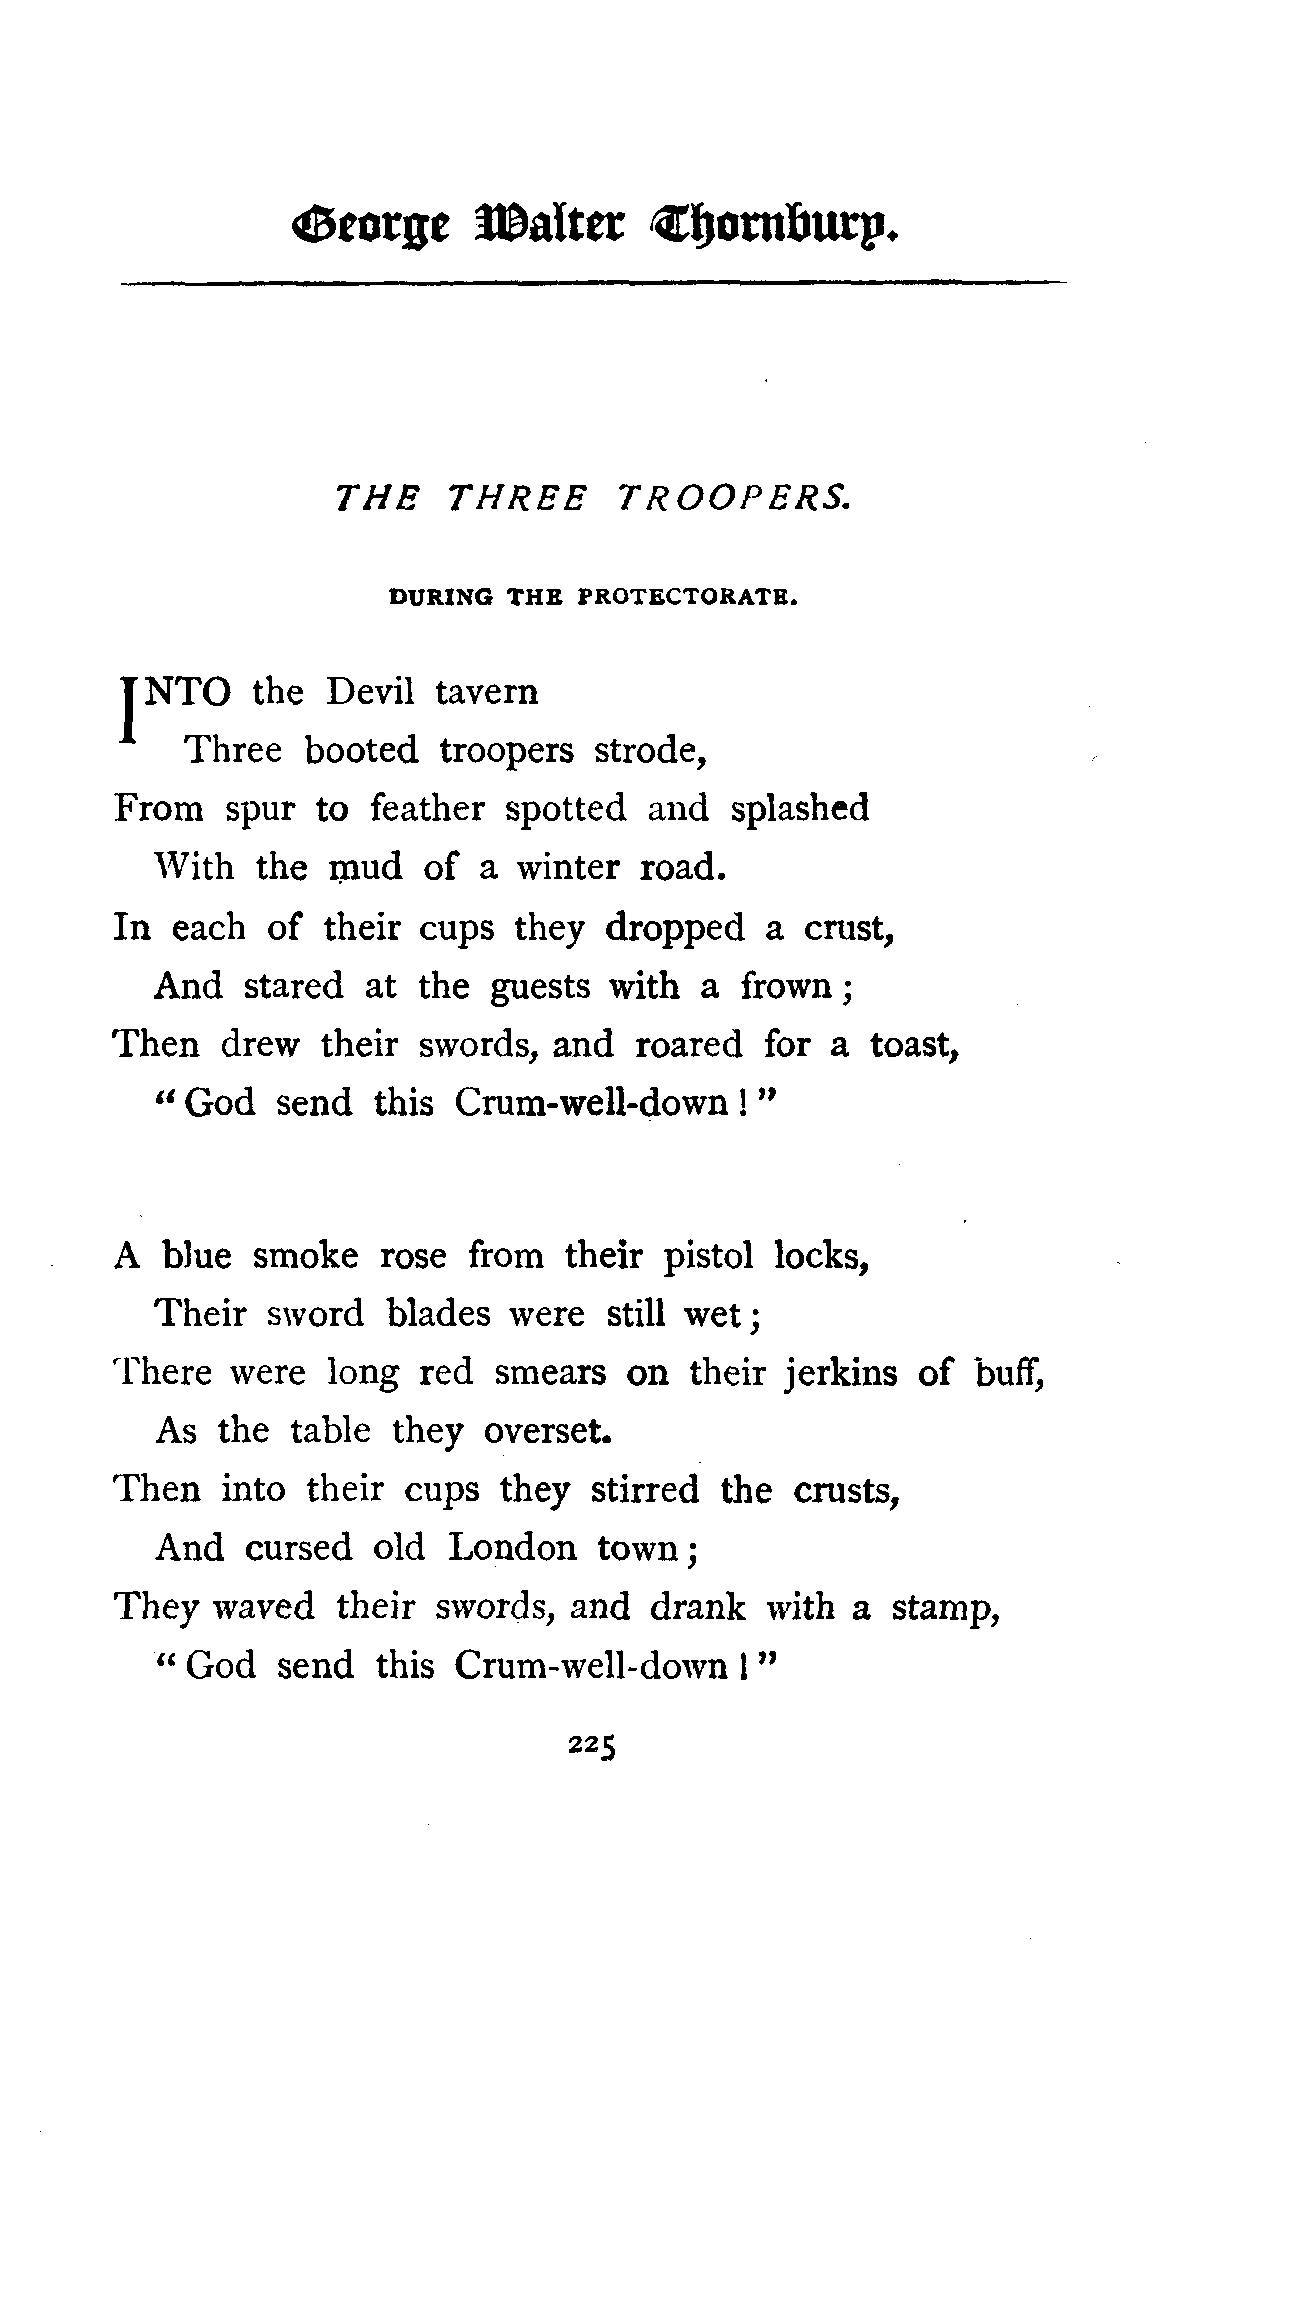 George Walter Thornbury.
THE THREE TROOPERS.
DURING THE PROTECTORATE.
INTO the Devil tavern
Three booted troopers strode,
From spur to feather spotted and splashed
With the mud of a winter road.
In each of their cups they dropped a crust,
And stared at the guests with a frown ;
Then drew their swords, and roared for a toast,
“ God send this Crum-well-down ! ”
A blue smoke rose from their pistol locks,
Their sword blades were still wet ;
There were long red smears on their jerkins of buff,
As the table they overset.
Then into their cups they stirred the crusts,
And cursed old London town ;
They waved their swords, and drank with a stamp,
“ God send this Crum-well-down ! ”
225